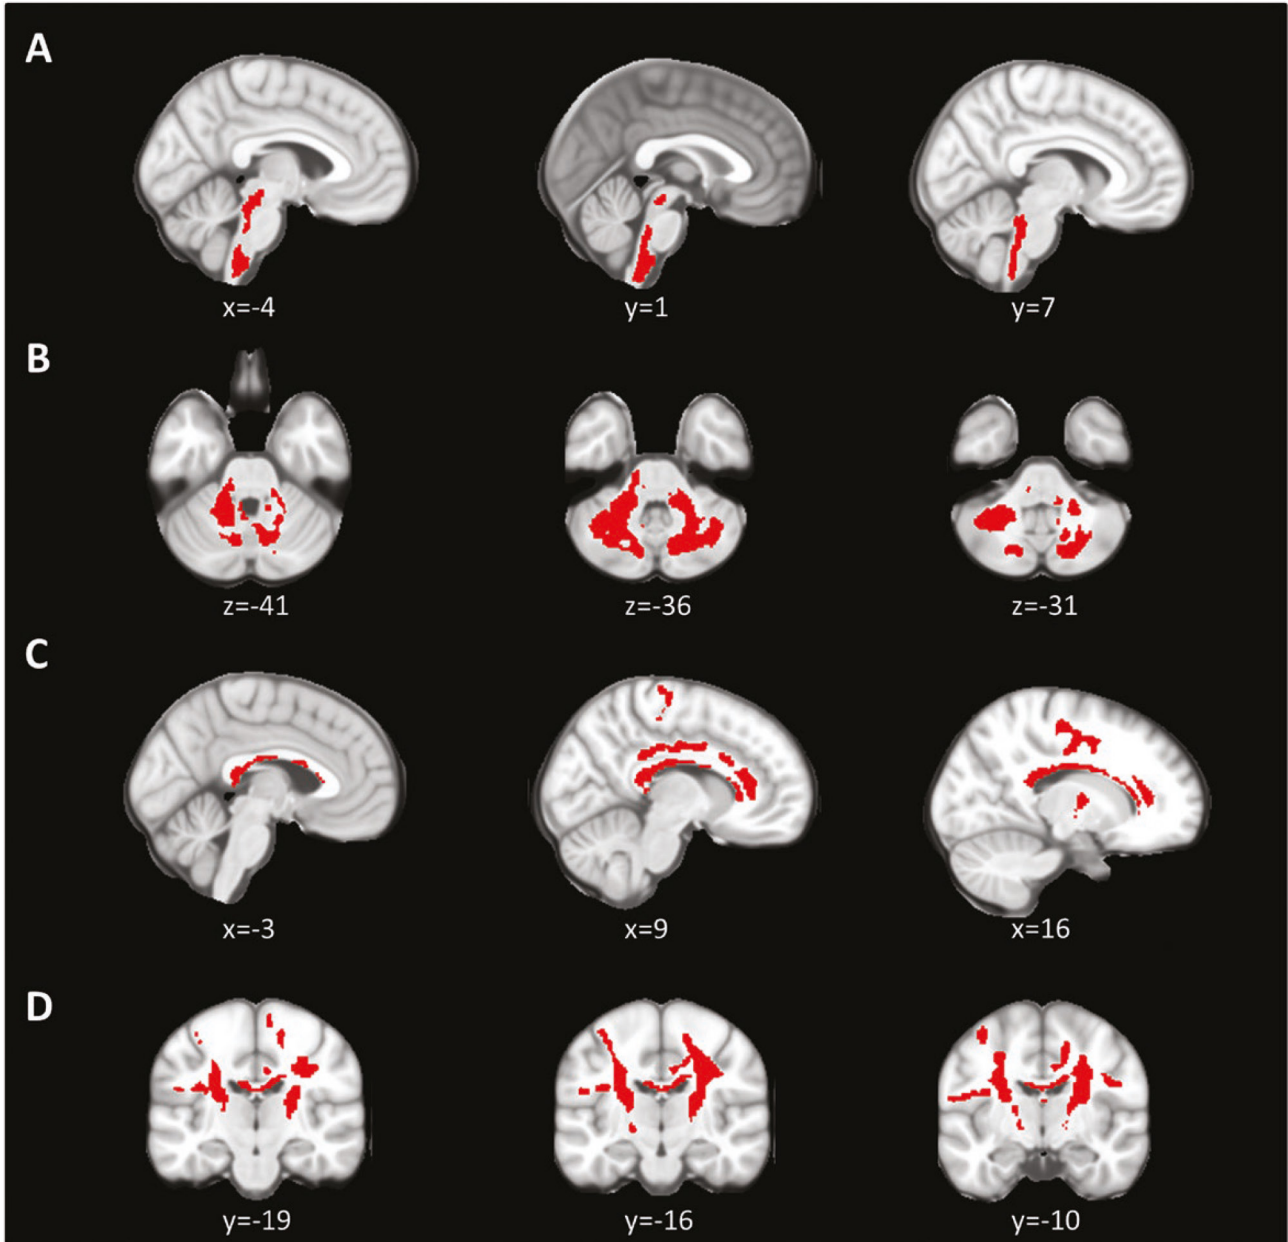 A
x=-4 y=1 y=7
B
z=-41 z=-36 z=-31
C
x=-3 x=9 x=16
D
y=-19 y=-16 y=-10